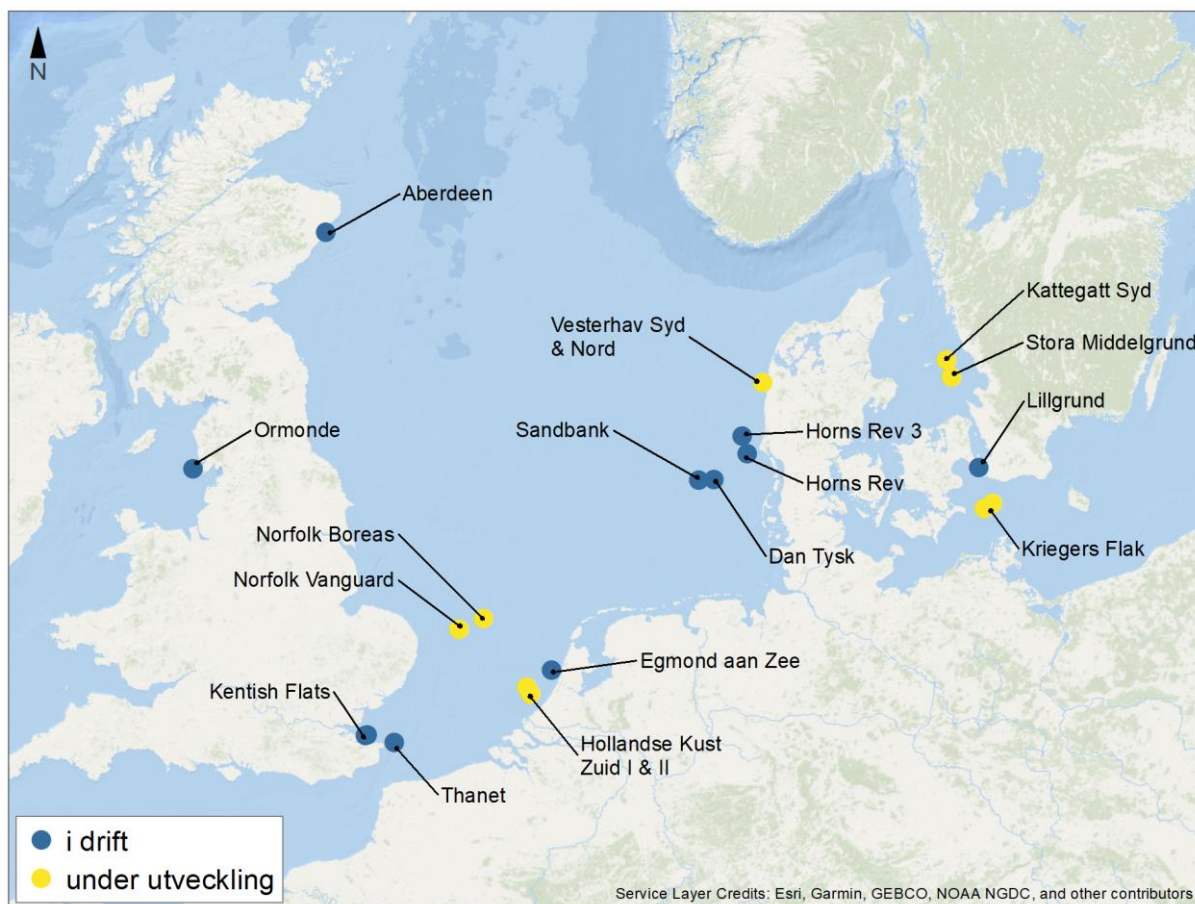 N
Aberdeen
Kattegatt Syd
Vesterhav Syd
& Nord
Stora Middelgrund
Lillgrund
Ormonde
Sandbank
Horns Rev 3
Horns Rev
Norfolk Boreas
Dan Tysk
Kriegers Flak
Norfolk Vanguard
Egmond aan Zee
Kentish Flats
Hollandse Kust
Zuid I & II
Thanet
i drift
under utveckling
Service Layer Credits: Esri, Garmin, GEBCO, NOAA NGDC, and other contributors